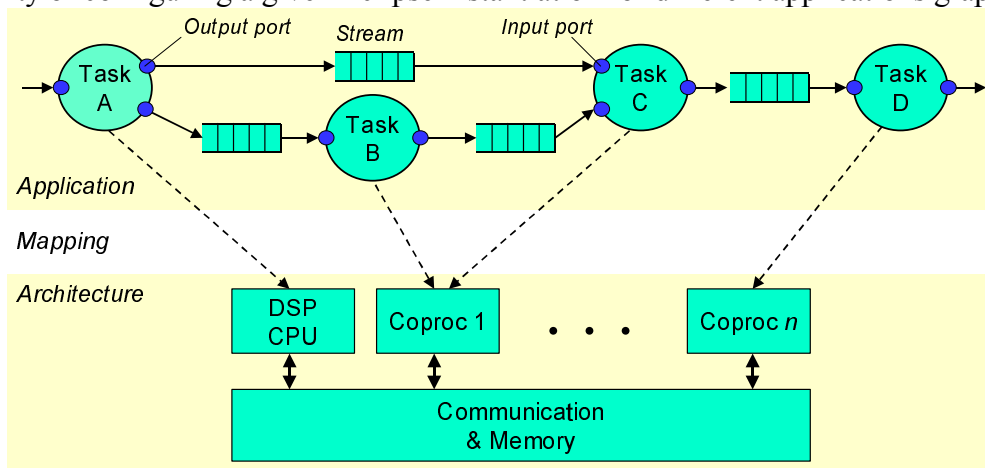 Output port
Stream
Input port
Task
A
Task
B
Task
C
Task
D
Application
Mapping
Architecture
DSP
CPU
Coproc 1
. . .
Coproc n
Communication
& Memory